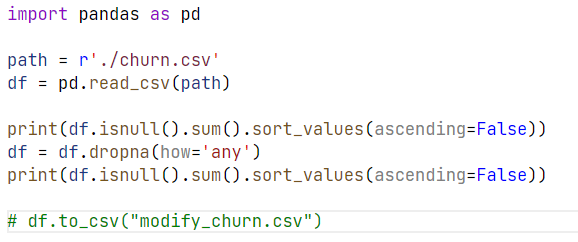 import pandas as pd
path = r'./churn.csv'
df = pd.read_csv(path)
print(df.isnull().sum().sort_values(ascending=False))
df = df.dropna(how='any')
print(df.isnull().sum().sort_values(ascending=False))
# df.to_csv("modify_churn.csv")